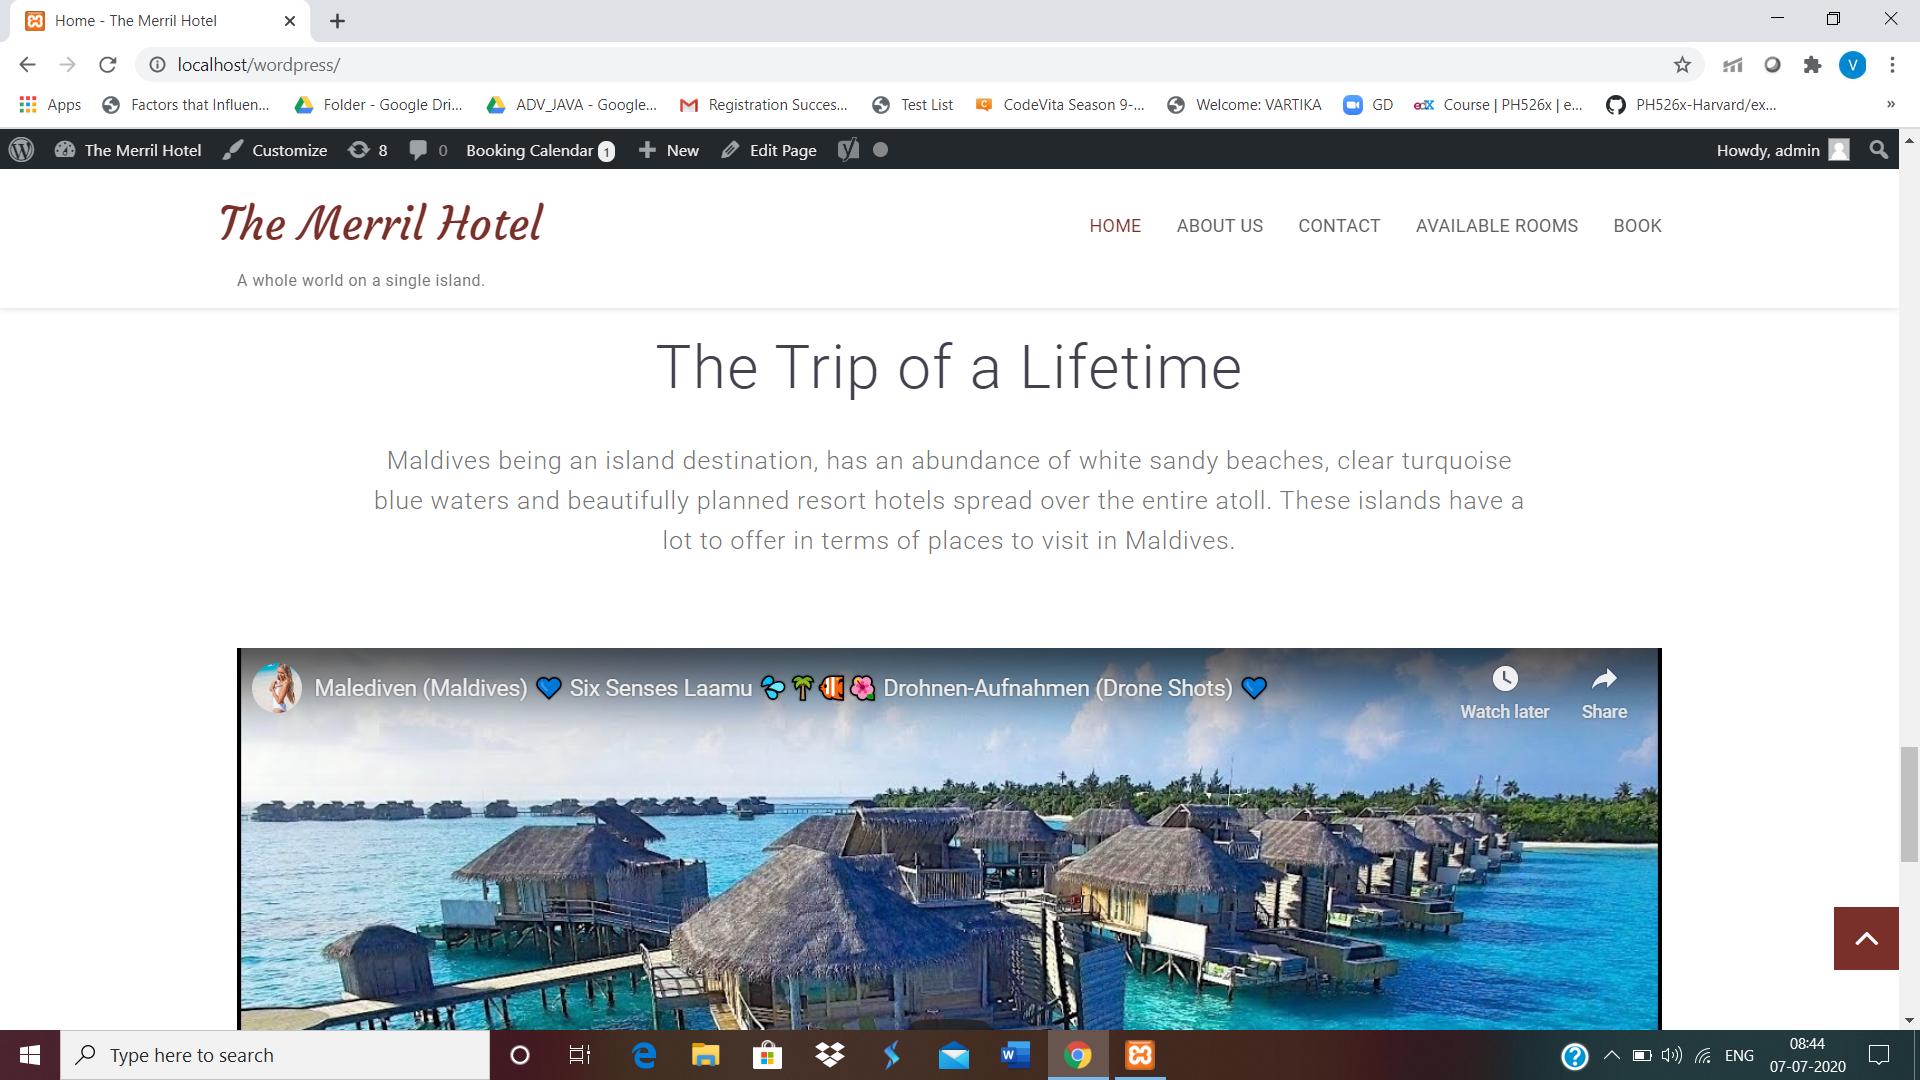 Home - The Merril Hotel
localhost/wordpress/
V
Apps Factors that Influen... Folder - Google Dri... ADV_JAVA - Google... Registration Succes... Test List CodeVita Season 9-... Welcome: VARTIKA GD edX Course | PH526x | e... PH526x-Harvard/ex... »
The Merril Hotel Customize 8 0 Booking Calendar 1 New Edit Page Howdy, admin
The Merril Hotel
HOME ABOUT US CONTACT AVAILABLE ROOMS BOOK
A whole world on a single island.
The Trip of a Lifetime
Maldives being an island destination, has an abundance of white sandy beaches, clear turquoise
blue waters and beautifully planned resort hotels spread over the entire atoll. These islands have a
lot to offer in terms of places to visit in Maldives.
Malediven (Maldives) 💙 Six Senses Laamu 💦🌴🐠🌺 Drohnen-Aufnahmen (Drone Shots) 💙
Watch later Share
Type here to search
ENG
08:44
07-07-2020